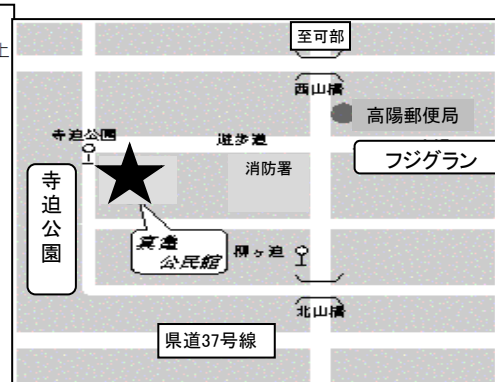 至可部
西山橋
高陽郵便局
寺迫公園
遊歩道
フジグラン
消防署
寺迫公園
真亀
公民館
柳ヶ迫
北山橋
県道37号線